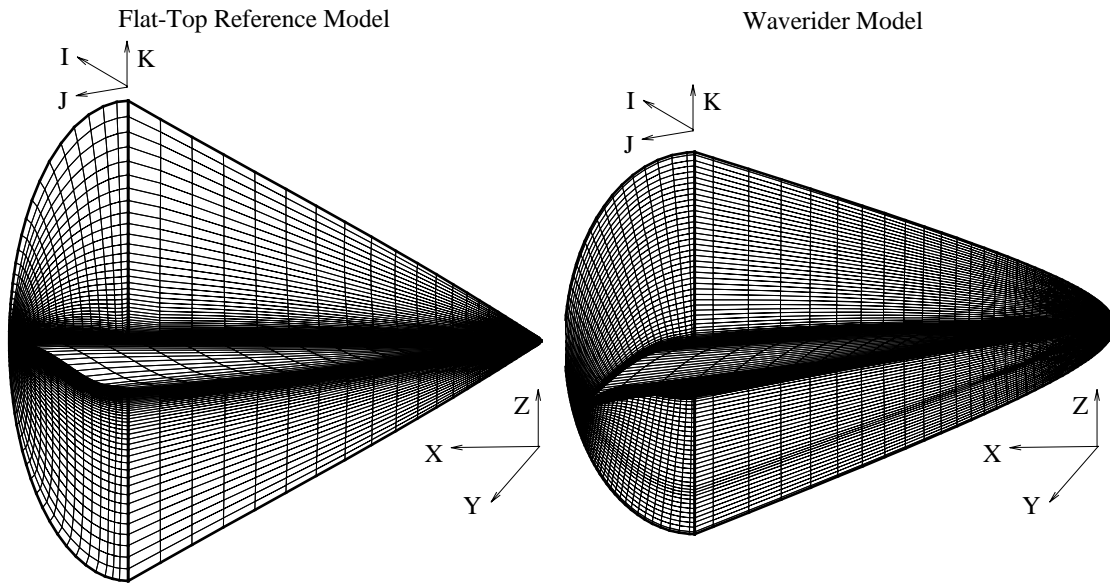 Flat-Top Reference Model
I
K
J
Z
X
Y
Waverider Model
I
K
J
Z
X
Y